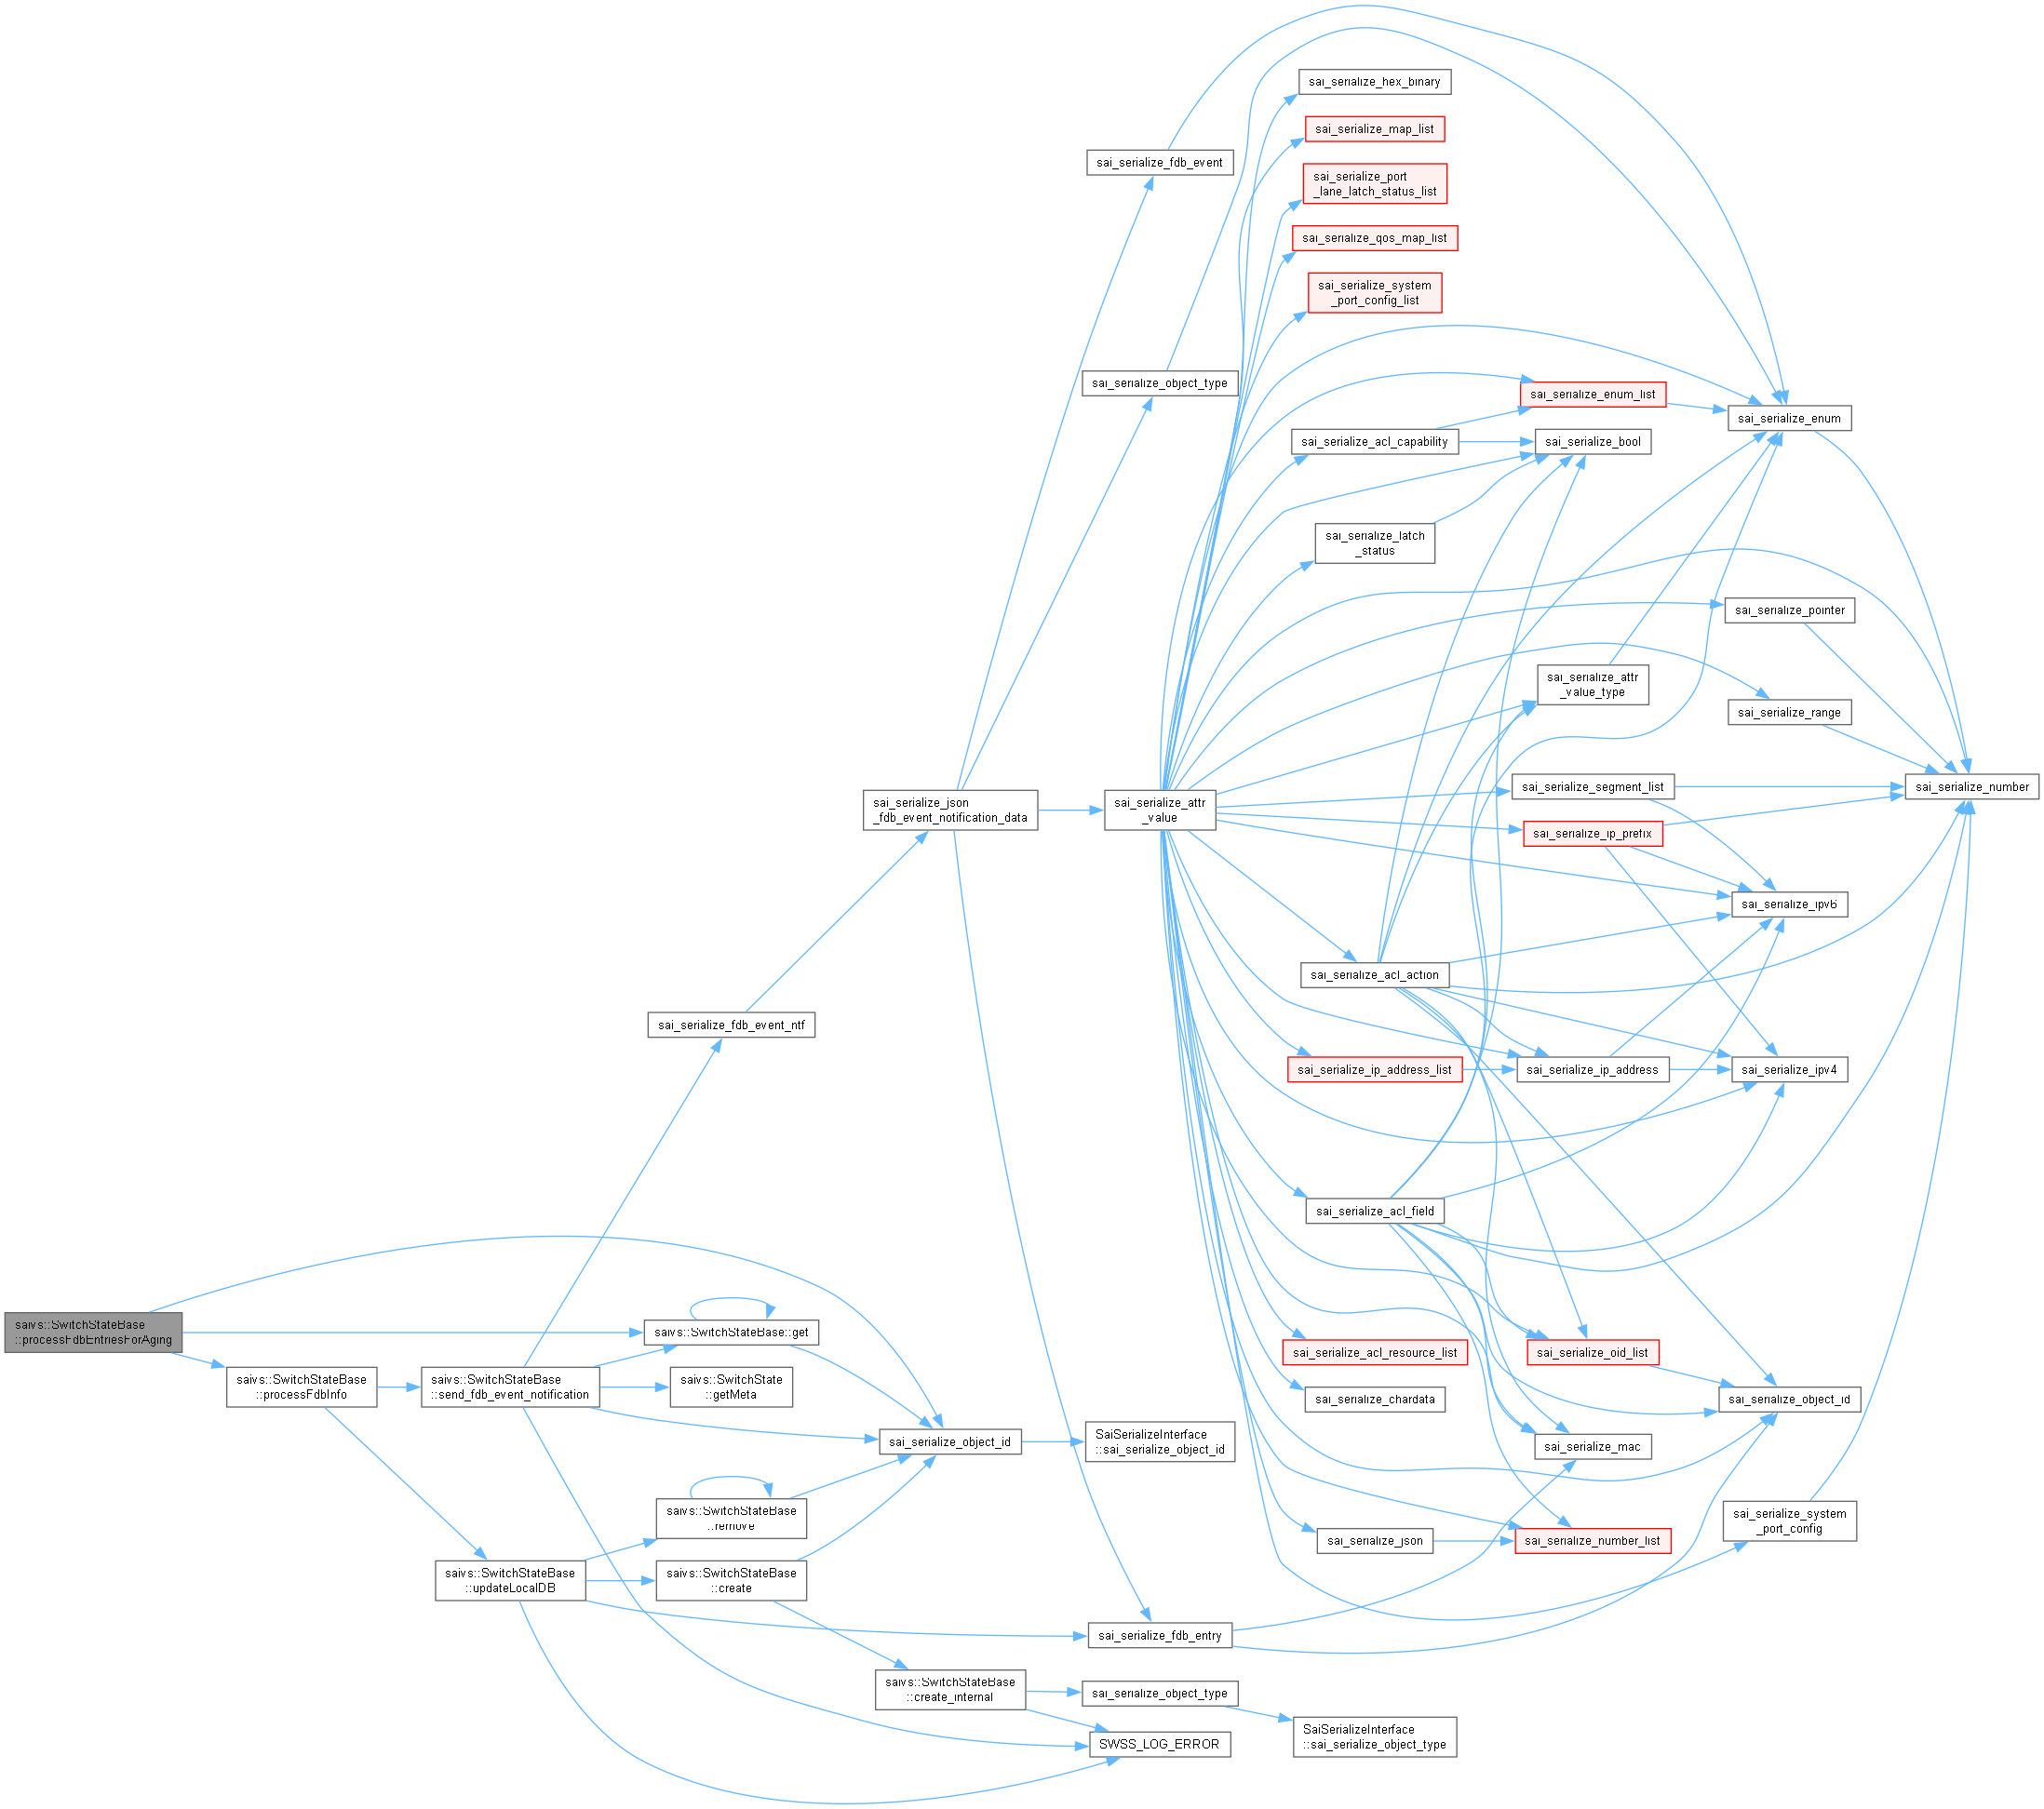 sai_serialize_hex_binary
sai_serialize_map_list
sai_serialize_fdb_event
sai_serialize_port
_lane_latch_status_list
sai_serialize_qos_map_list
sai_serialize_system
_port_config_list
sai_serialize_object_type
sai_serialize_enum_list
sai_serialize_enum
sai_serialize_acl_capability
sai_serialize_bool
sai_serialize_latch
_status
sai_serialize_pointer
sai_serialize_attr
_value_type
sai_serialize_range
sai_serialize_json
_fdb_event_notification_data
sai_serialize_attr
_value
sai_serialize_segment_list
sai_serialize_number
sai_serialize_ip_prefix
sai_serialize_ipv6
sai_serialize_acl_action
sai_serialize_fdb_event_ntf
sai_serialize_ip_address_list
sai_serialize_ip_address
sai_serialize_ipv4
sai_serialize_acl_field
saivs::SwitchStateBase
::processFdbEntriesForAging
saivs::SwitchStateBase::get
sai_serialize_acl_resource_list
sai_serialize_oid_list
saivs::SwitchStateBase
::processFdbInfo
saivs::SwitchStateBase
::send_fdb_event_notification
saivs::SwitchState
::getMeta
sai_serialize_chardata
sai_serialize_object_id
sai_serialize_object_id
SaiSerializeInterface
::sai_serialize_object_id
sai_serialize_mac
saivs::SwitchStateBase
::remove
sai_serialize_json
sai_serialize_number_list
sai_serialize_system
_port_config
saivs::SwitchStateBase
::updateLocalDB
saivs::SwitchStateBase
::create
sai_serialize_fdb_entry
saivs::SwitchStateBase
::create_internal
sai_serialize_object_type
SaiSerializeInterface
::sai_serialize_object_type
SWSS_LOG_ERROR